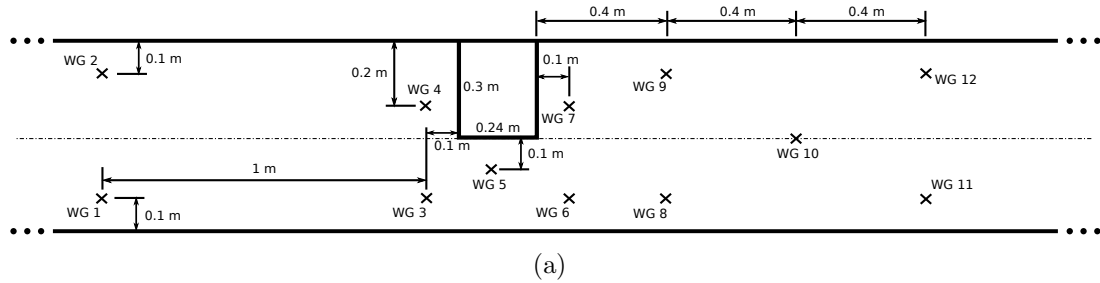 0.4 m 0.4 m 0.4 m
WG 2 0.1 m 0.2 m WG 4 0.3 m 0.1 m WG 7 WG 9 WG 12
0.24 m
0.1 m 0.1 m WG 10
1 m WG 5
WG 1 0.1 m WG 3 WG 6 WG 8 WG 11
(a)